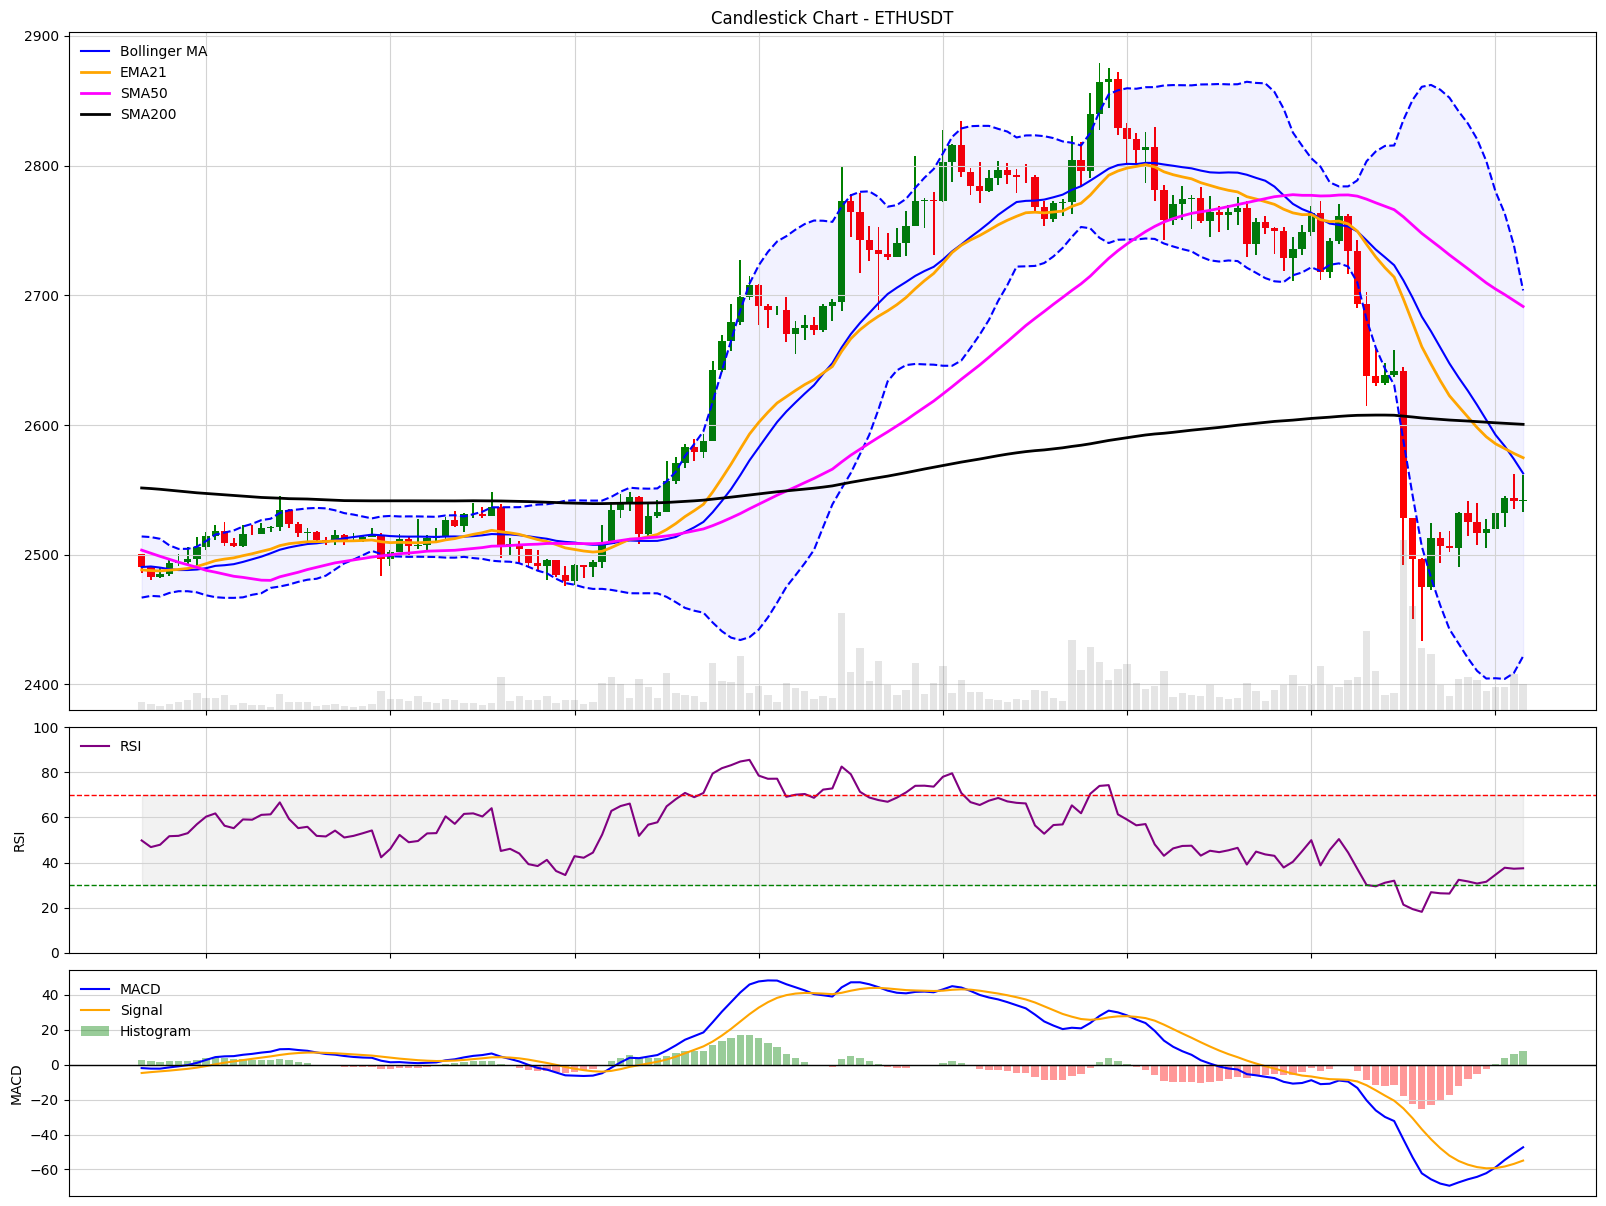 Candlestick Chart - ETHUSDT
2900
2800
2700
2600
2500
2400
Bollinger MA
EMA21
SMA50
SMA200
100
80
60
40
20
0
RSI
RSI
40
20
0
−20
−40
−60
MACD
MACD
Signal
Histogram